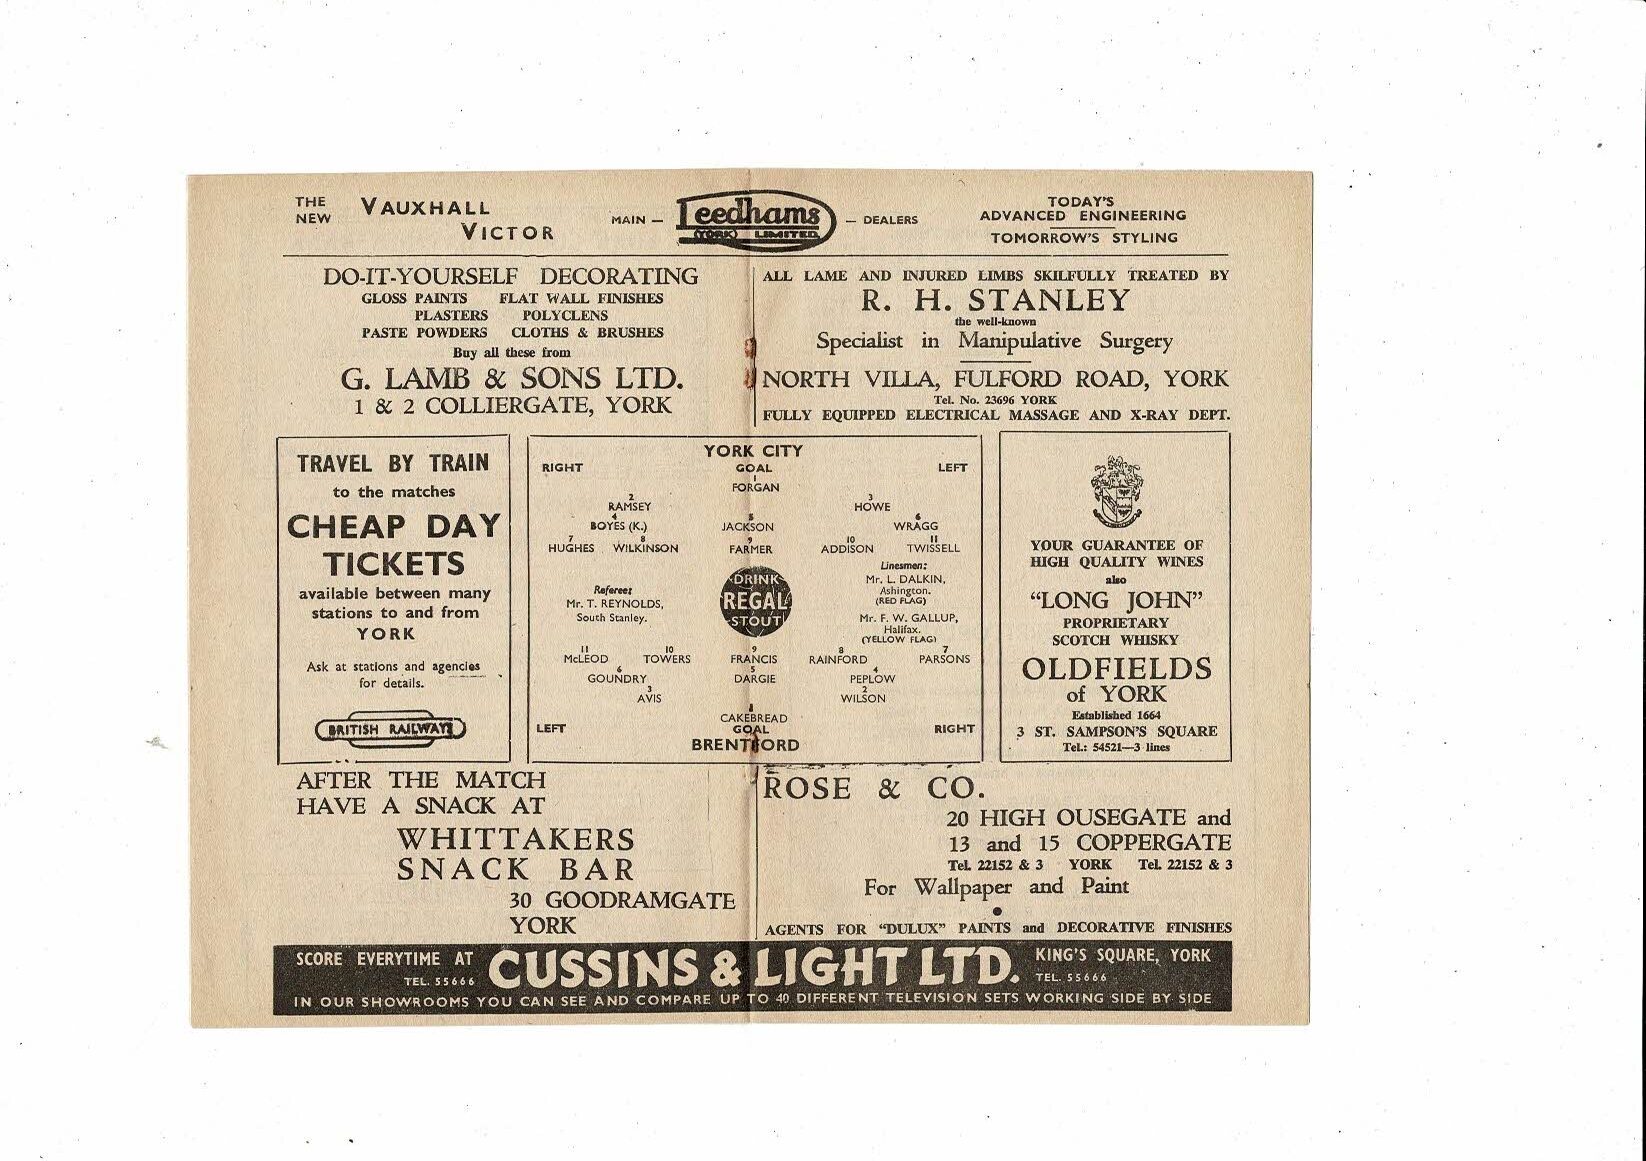 THE NEW VAUXHALL VICTOR
MAIN — Leedhams (YORK) LIMITED — DEALERS
TODAY'S
ADVANCED ENGINEERING
TOMORROW'S STYLING
DO-IT-YOURSELF DECORATING
GLOSS PAINTS FLAT WALL FINISHES
PLASTERS POLYCLENS
PASTE POWDERS CLOTHS & BRUSHES
Buy all these from
G. LAMB & SONS LTD.
1 & 2 COLLIERGATE, YORK
ALL LAME AND INJURED LIMBS SKILFULLY TREATED BY
R. H. STANLEY
the well-known
Specialist in Manipulative Surgery
NORTH VILLA, FULFORD ROAD, YORK
Tel. No. 23696 YORK
FULLY EQUIPPED ELECTRICAL MASSAGE AND X-RAY DEPT.
TRAVEL BY TRAIN
to the matches
CHEAP DAY
TICKETS
available between many
stations to and from
YORK
Ask at stations and agencies
for details.
BRITISH RAILWAYS
YORK CITY
RIGHT GOAL LEFT
1
FORGAN
2 3
RAMSEY HOWE
4 5 6
BOYES (K.) JACKSON WRAGG
7 8 9 10 11
HUGHES WILKINSON FARMER ADDISON TWISSELL
Referee:
Mr. T. REYNOLDS,
South Stanley.
DRINK
REGAL
STOUT
Linesmen:
Mr. L. DALKIN,
Ashington.
(RED FLAG)
Mr. F. W. GALLUP,
Halifax.
(YELLOW FLAG)
11 10 9 8 7
McLEOD TOWERS FRANCIS RAINFORD PARSONS
6 5 4
GOUNDRY DARGIE PEPLOW
3 2
AVIS WILSON
1
CAKEBREAD
LEFT GOAL RIGHT
BRENTFORD
YOUR GUARANTEE OF
HIGH QUALITY WINES
also
"LONG JOHN"
PROPRIETARY
SCOTCH WHISKY
OLDFIELDS
of YORK
Established 1664
3 ST. SAMPSON'S SQUARE
Tel.: 54521—3 lines
AFTER THE MATCH
HAVE A SNACK AT
WHITTAKERS
SNACK BAR
30 GOODRAMGATE
YORK
ROSE & CO.
20 HIGH OUSEGATE and
13 and 15 COPPERGATE
Tel. 22152 & 3 YORK Tel. 22152 & 3
For Wallpaper and Paint
AGENTS FOR "DULUX" PAINTS and DECORATIVE FINISHES
SCORE EVERYTIME AT
TEL. 55666
CUSSINS & LIGHT LTD.
KING'S SQUARE, YORK
TEL. 55666
IN OUR SHOWROOMS YOU CAN SEE AND COMPARE UP TO 40 DIFFERENT TELEVISION SETS WORKING SIDE BY SIDE